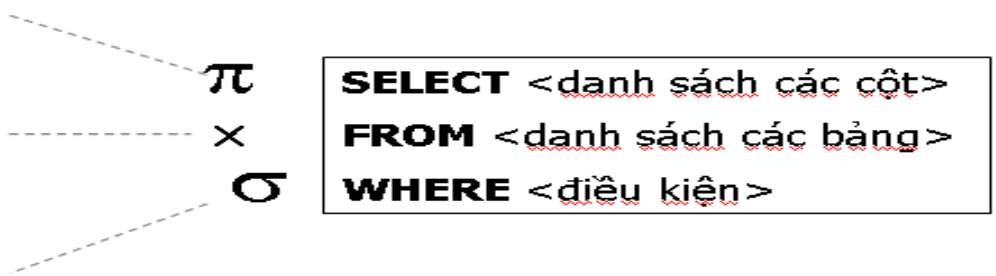 π SELECT <danh sách các cột>
× FROM <danh sách các bảng>
σ WHERE <điều kiện>